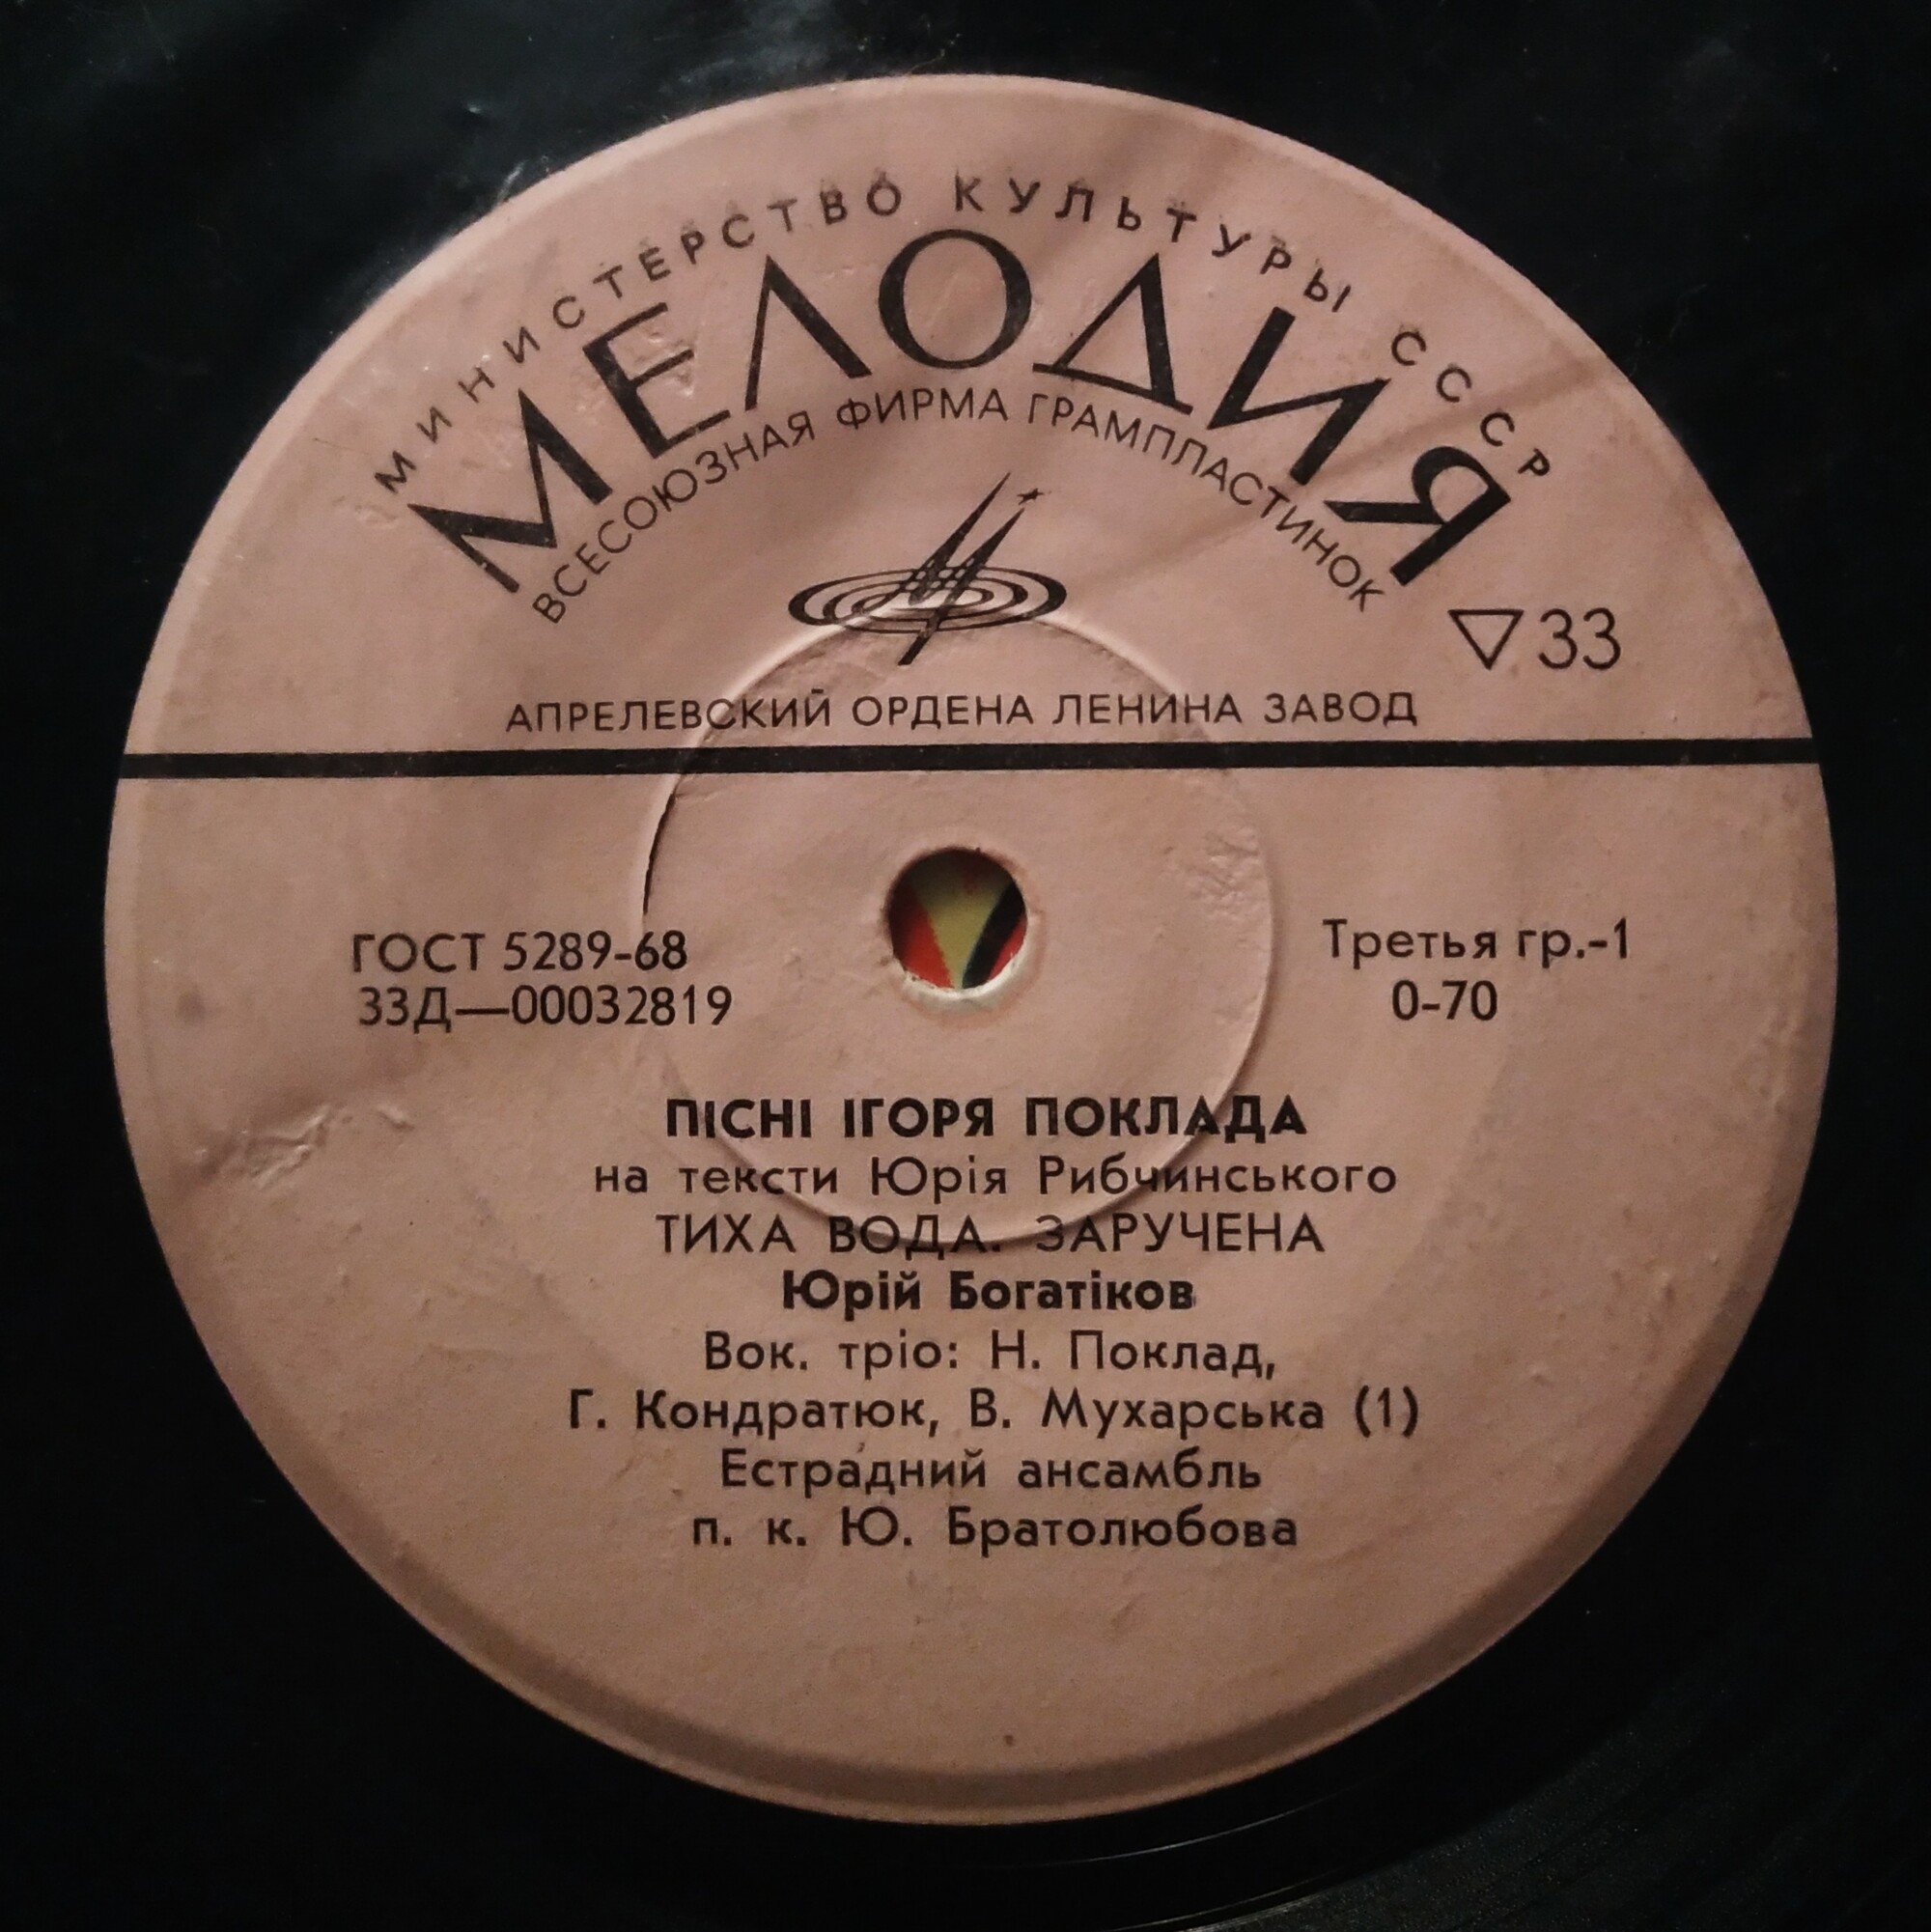 МИНИСТЕРСТВО КУЛЬТУРЫ СССР
МЕЛОДИЯ
ВСЕСОЮЗНАЯ ФИРМА ГРАМПЛАСТИНОК
▽33
АПРЕЛЕВСКИЙ ОРДЕНА ЛЕНИНА ЗАВОД
ГОСТ 5289-68
33Д—00032819
Третья гр.-1
0-70
ПІСНІ ІГОРЯ ПОКЛАДА
на тексти Юрія Рибчинського
ТИХА ВОДА. ЗАРУЧЕНА
Юрій Богатіков
Вок. тріо: Н. Поклад,
Г. Кондратюк, В. Мухарська (1)
Естрадний ансамбль
п. к. Ю. Братолюбова